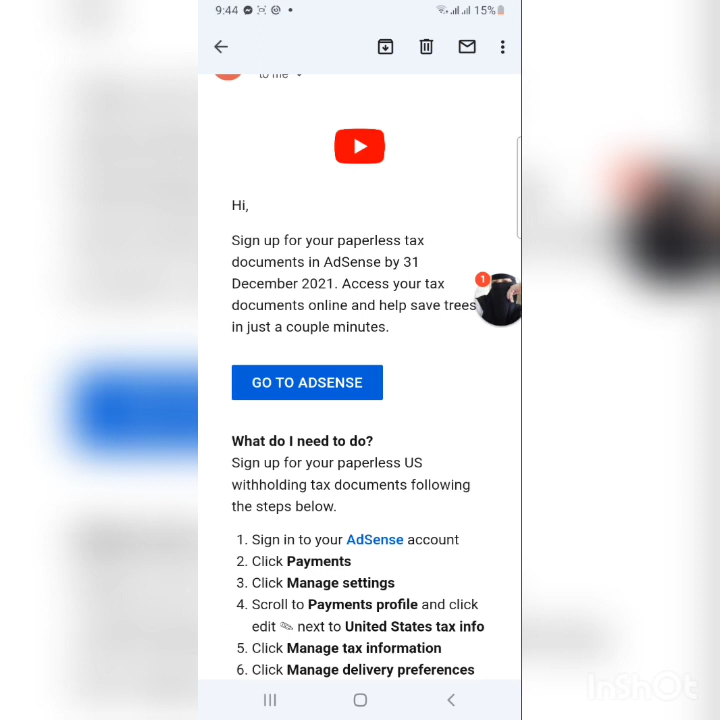 9:44
15%
to me
Hi,
Sign up for your paperless tax
documents in AdSense by 31
December 2021. Access your tax
documents online and help save trees
in just a couple minutes.
1
GO TO ADSENSE
What do I need to do?
Sign up for your paperless US
withholding tax documents following
the steps below.
1. Sign in to your AdSense account
2. Click Payments
3. Click Manage settings
4. Scroll to Payments profile and click
edit ✎ next to United States tax info
5. Click Manage tax information
6. Click Manage delivery preferences
InShOt